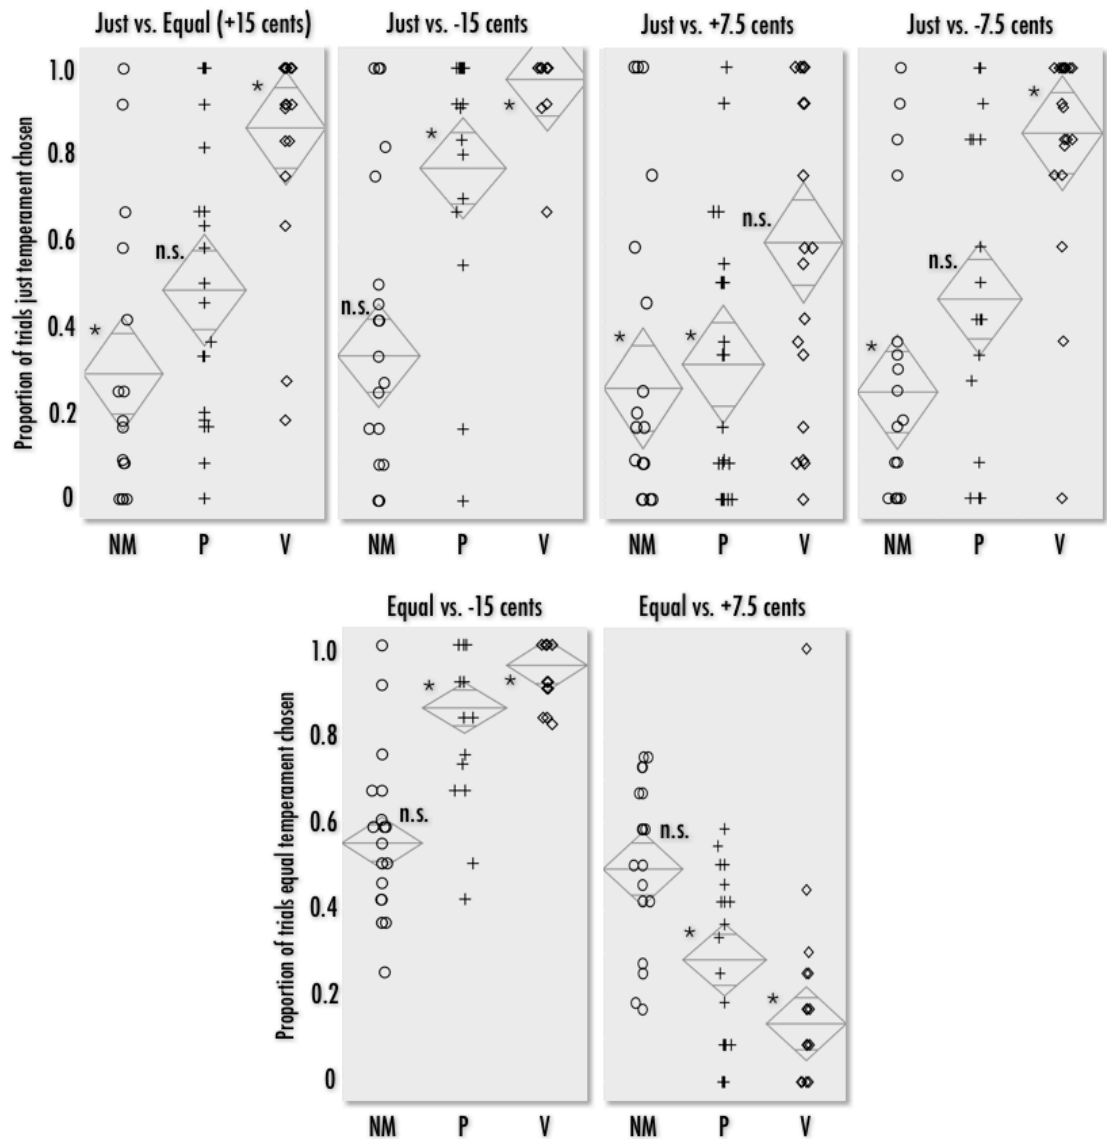 Just vs. Equal (+15 cents)
Just vs. -15 cents
Just vs. +7.5 cents
Just vs. -7.5 cents
Proportion of trials just temperament chosen
1.0
0.8
0.6
0.4
0.2
0
*
n.s.
*
n.s.
*
*
*
*
n.s.
*
n.s.
*
NM P V
NM P V
NM P V
NM P V
Equal vs. -15 cents
Equal vs. +7.5 cents
Proportion of trials equal temperament chosen
1.0
0.8
0.6
0.4
0.2
0
n.s.
*
*
n.s.
*
*
NM P V
NM P V